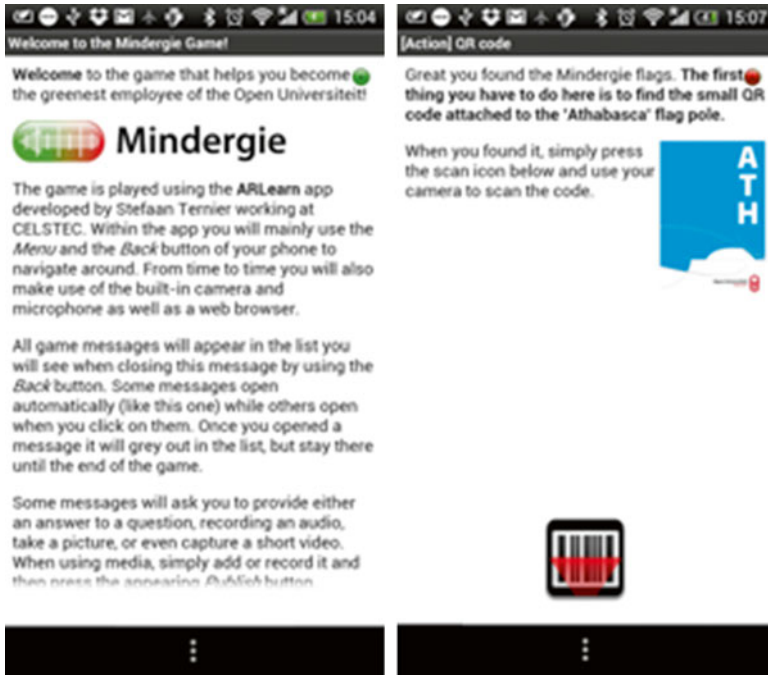 15:04
Welcome to the Mindergie Game!
Welcome to the game that helps you become
the greenest employee of the Open Universiteit!
Mindergie
The game is played using the ARLearn app
developed by Stefaan Ternier working at
CELSTEC. Within the app you will mainly use the
Menu and the Back button of your phone to
navigate around. From time to time you will also
make use of the built-in camera and
microphone as well as a web browser.
All game messages will appear in the list you
will see when closing this message by using the
Back button. Some messages open
automatically (like this one) while others open
when you click on them. Once you opened a
message it will grey out in the list, but stay there
until the end of the game.
Some messages will ask you to provide either
an answer to a question, recording an audio,
take a picture, or even capture a short video.
When using media, simply add or record it and
then press the appearing Publish button
15:07
[Action] QR code
Great you found the Mindergie flags. The first
thing you have to do here is to find the small QR
code attached to the 'Athabasca' flag pole.
When you found it, simply press
the scan icon below and use your
camera to scan the code.
A
T
H